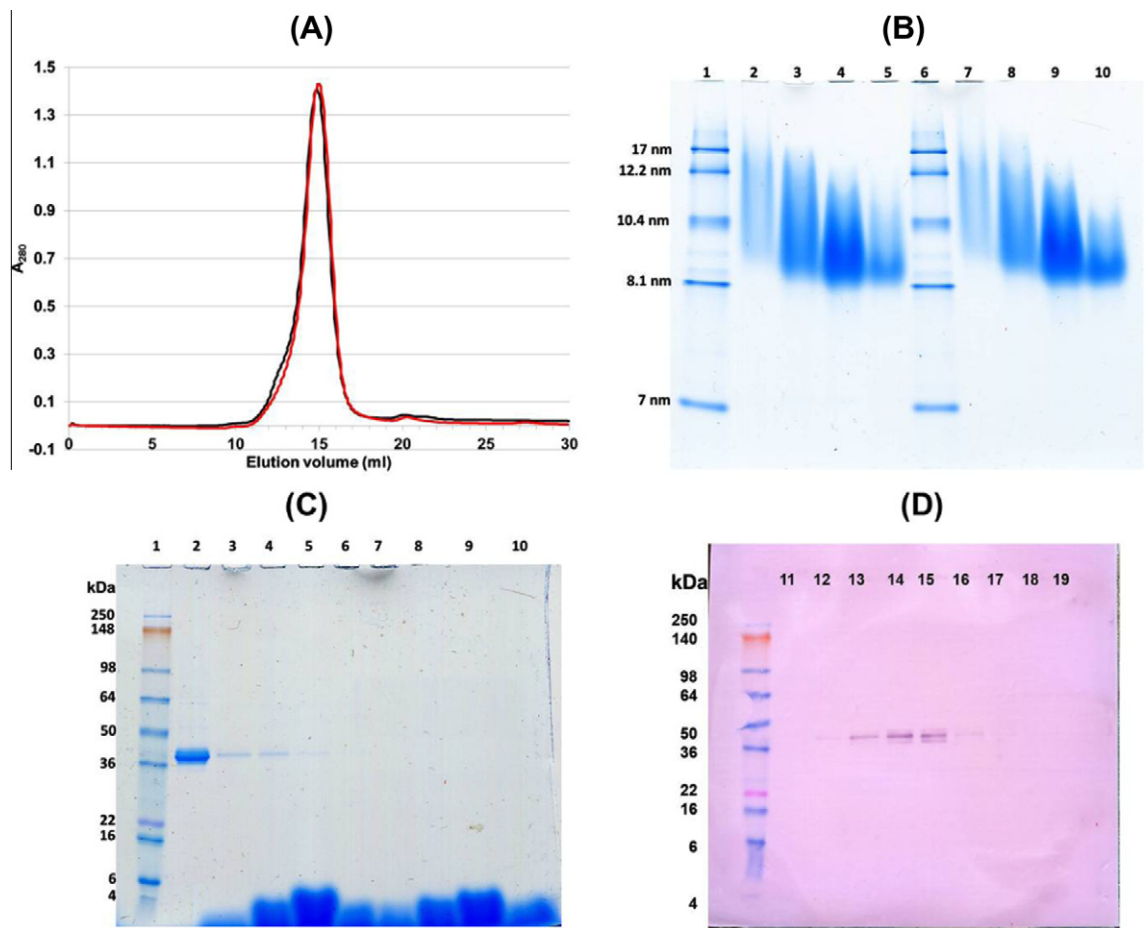 (A)
1.5
1.3
1.1
0.9
0.7
0.5
0.3
0.1
-0.1
A280
0 5 10 15 20 25 30
Elution volume (ml)
(B)
1 2 3 4 5 6 7 8 9 10
17 nm
12.2 nm
10.4 nm
8.1 nm
7 nm
(C)
1 2 3 4 5 6 7 8 9 10
kDa
250
148
98
64
50
36
22
16
6
4
(D)
kDa 11 12 13 14 15 16 17 18 19
250
140
98
64
50
36
22
16
6
4